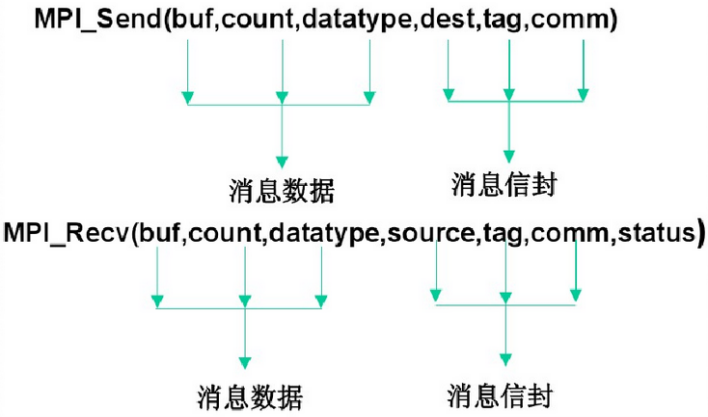 MPI_Send(buf,count,datatype,dest,tag,comm)
消息数据 消息信封
MPI_Recv(buf,count,datatype,source,tag,comm,status)
消息数据 消息信封